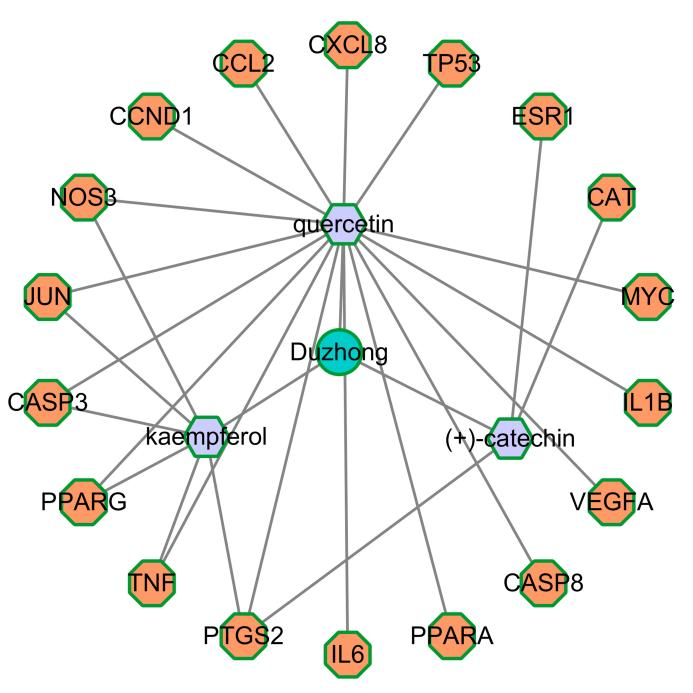 CXCL8
CCL2
TP53
CCND1
ESR1
NOS3
CAT
quercetin
JUN
MYC
Duzhong
CASP3
IL1B
kaempferol
(+)-catechin
PPARG
VEGFA
TNF
CASP8
PTGS2
PPARA
IL6